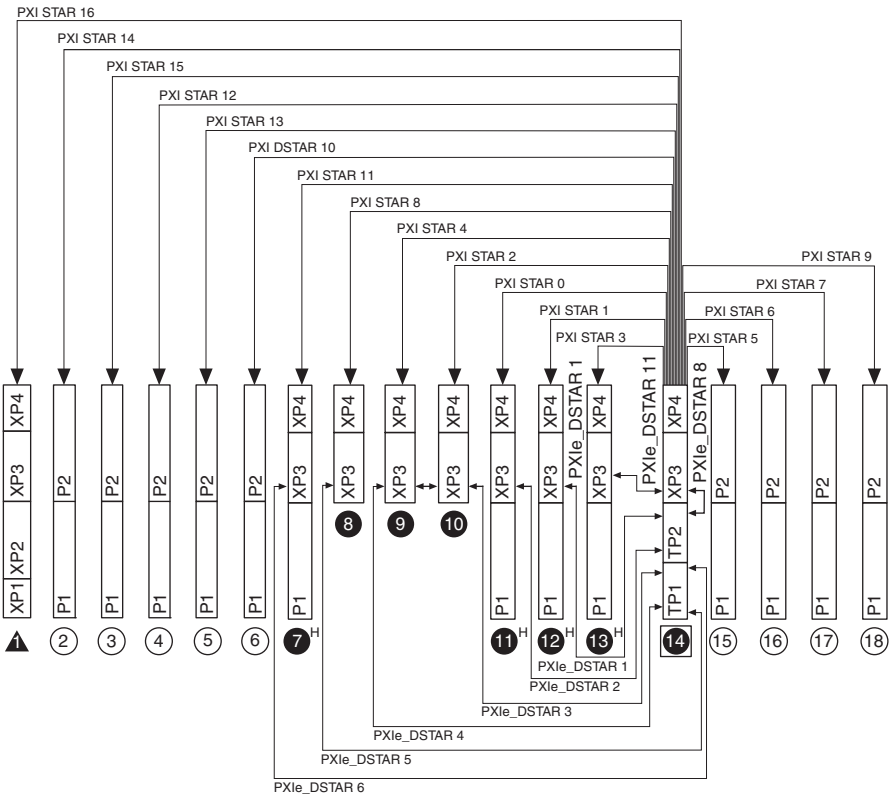 PXI STAR 16
PXI STAR 14
PXI STAR 15
PXI STAR 12
PXI STAR 13
PXI DSTAR 10
PXI STAR 11
PXI STAR 8
PXI STAR 4
PXI STAR 2
PXI STAR 9
PXI STAR 0
PXI STAR 7
PXI STAR 1
PXI STAR 6
PXI STAR 3
PXI STAR 5
PXIe_DSTAR 1
PXIe_DSTAR 11
PXIe_DSTAR 8
XP4
XP3
XP2
XP1
P2
P1
P2
P1
P2
P1
P2
P1
P2
P1
XP4
XP3
P1
XP4
XP3
XP4
XP3
XP4
XP3
XP4
XP3
P1
XP4
XP3
P1
XP4
XP3
P1
XP4
XP3
TP2
TP1
P2
P1
P2
P1
P2
P1
P2
P1
8
9
10
1
2
3
4
5
6
7 H
11 H
12 H
13 H
14
15
16
17
18
PXIe_DSTAR 1
PXIe_DSTAR 2
PXIe_DSTAR 3
PXIe_DSTAR 4
PXIe_DSTAR 5
PXIe_DSTAR 6